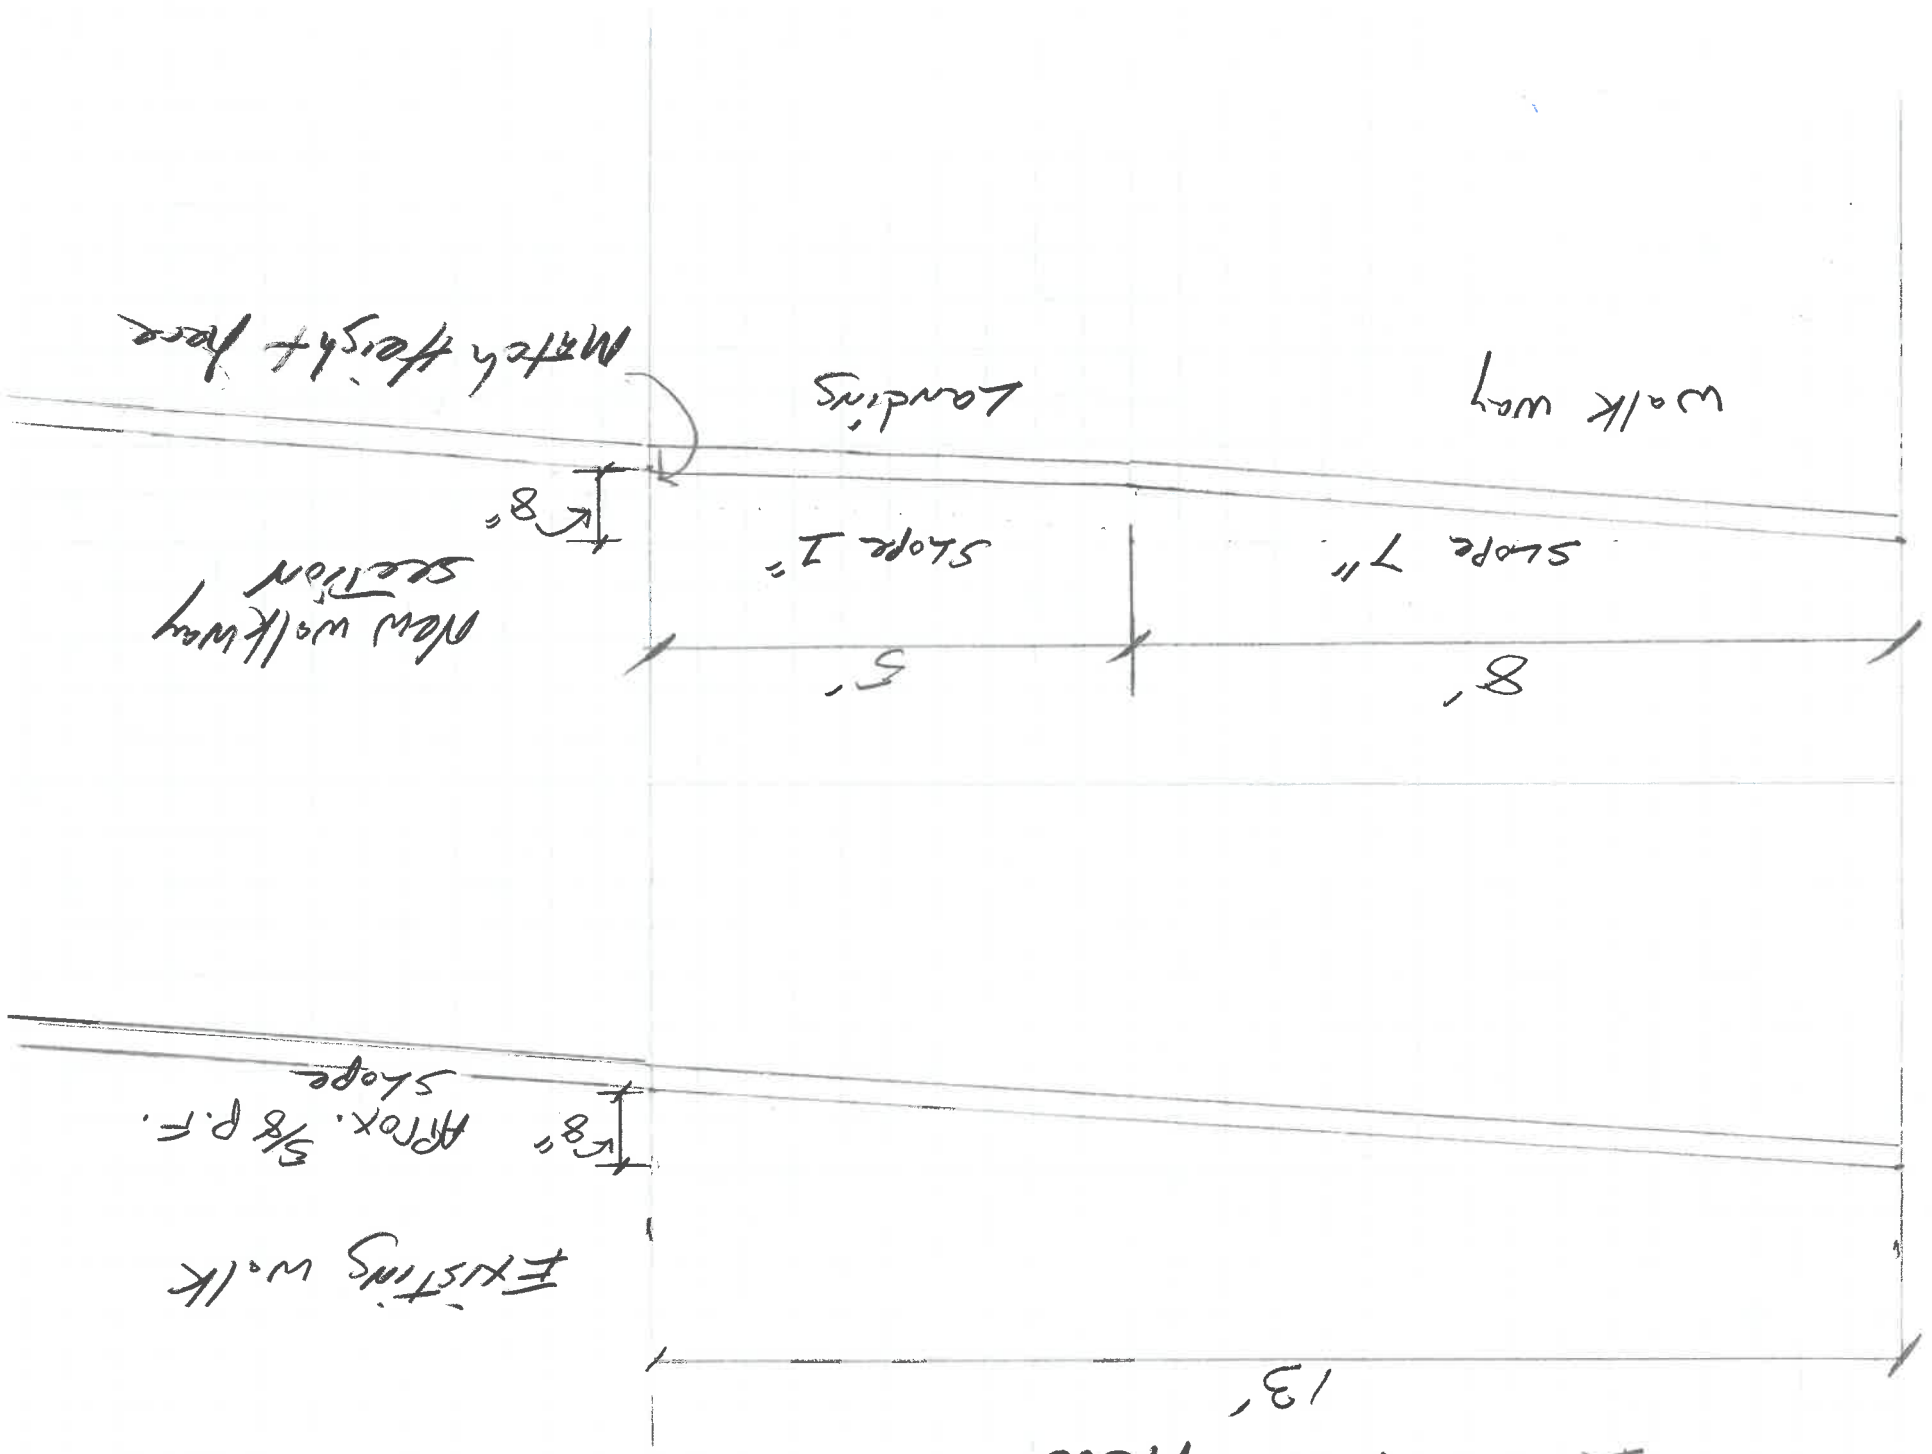 13'
Existing walk
8"
Approx. 5/8 P.F.
Slope
8'
5'
New walkway
section
Slope 7"
Slope 1"
8"
walk way
Landing
Match Height here